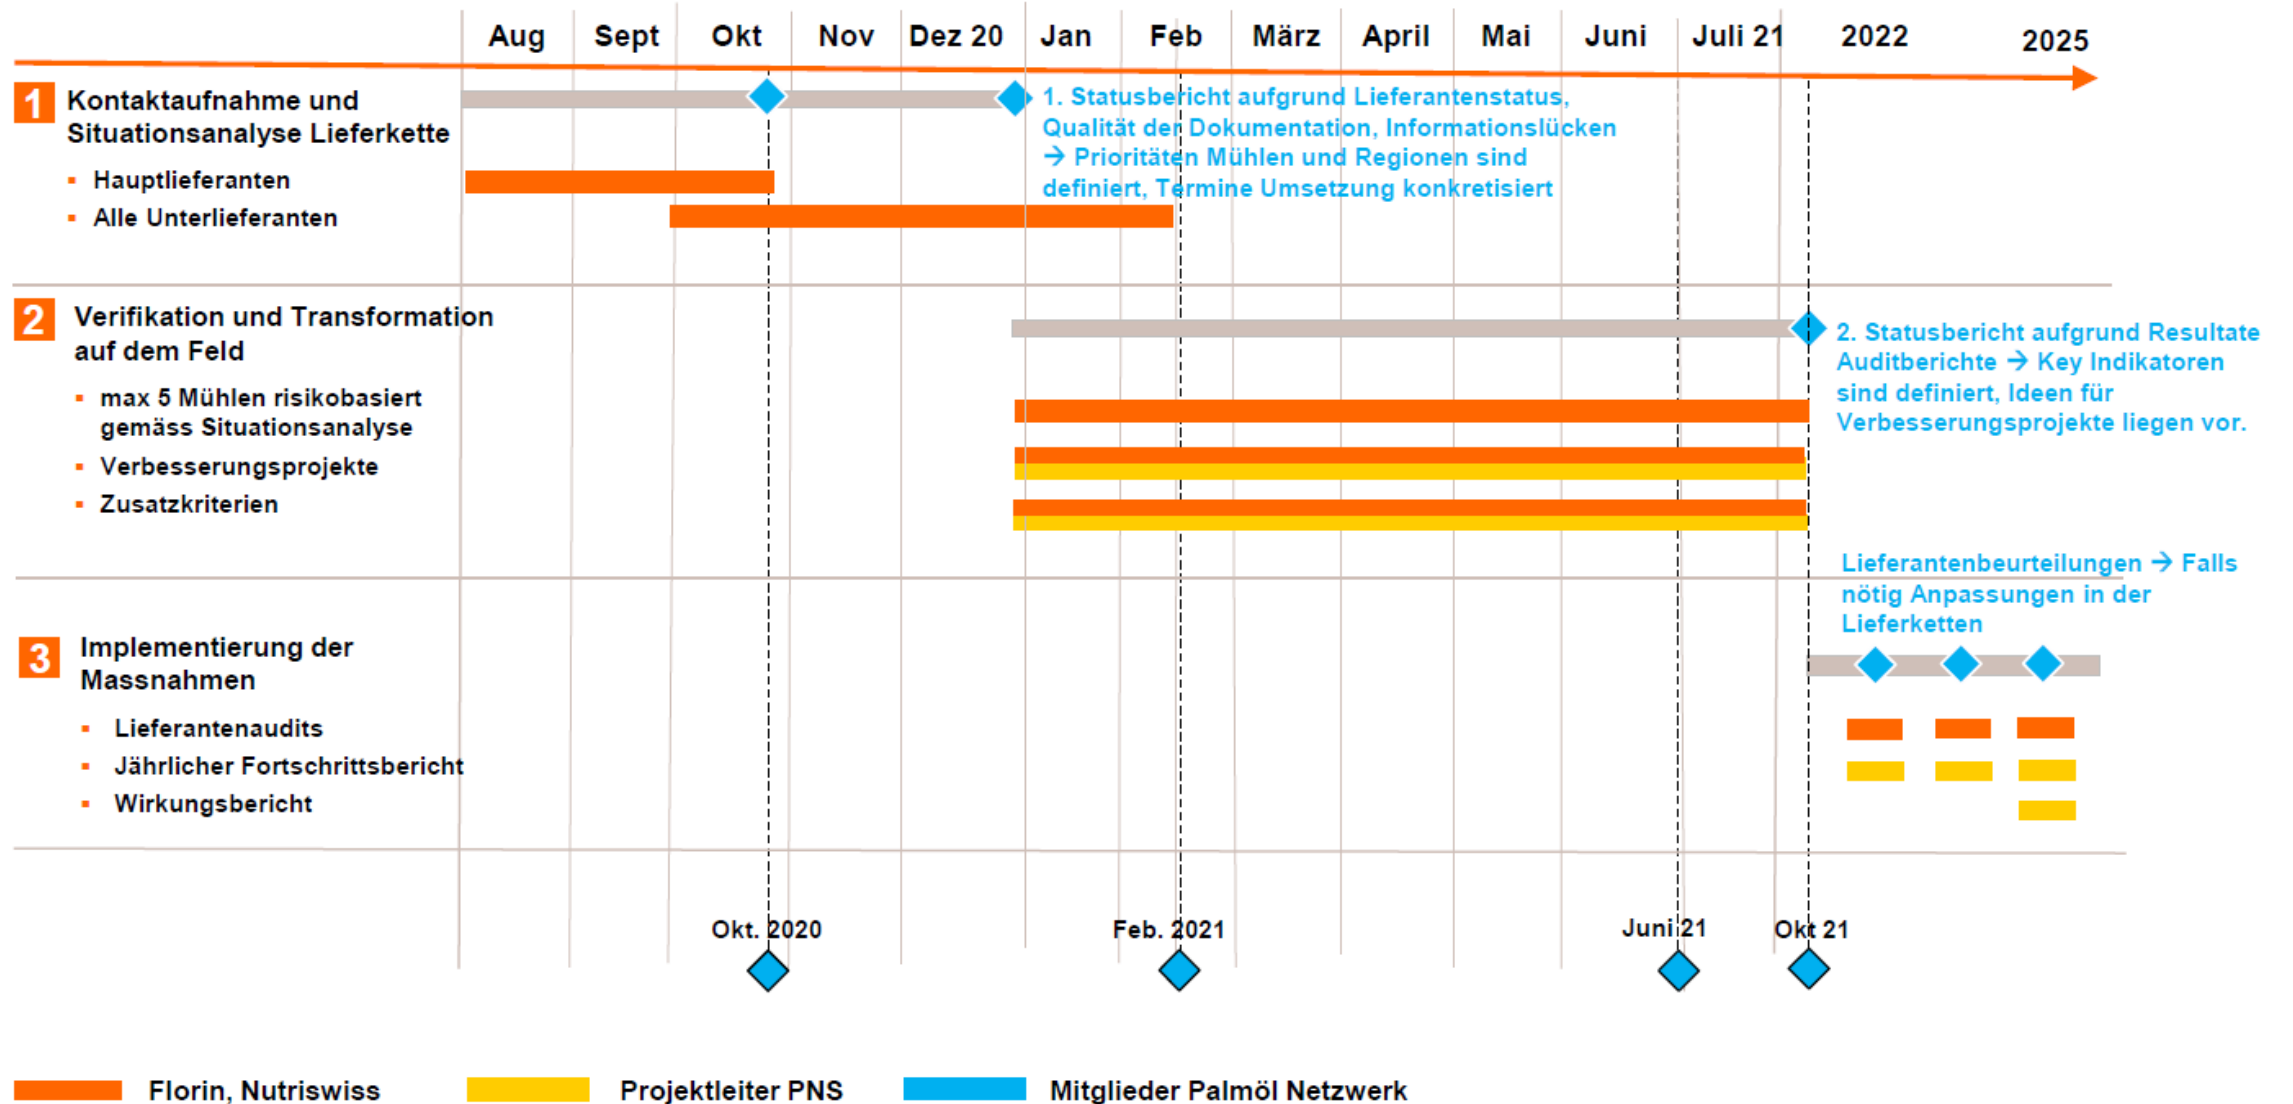 Aug Sept Okt Nov Dez 20 Jan Feb März April Mai Juni Juli 21 2022 2025
1 Kontaktaufnahme und
Situationsanalyse Lieferkette
▪ Hauptlieferanten
▪ Alle Unterlieferanten
1. Statusbericht aufgrund Lieferantenstatus,
Qualität der Dokumentation, Informationslücken
→ Prioritäten Mühlen und Regionen sind
definiert, Termine Umsetzung konkretisiert
2 Verifikation und Transformation
auf dem Feld
▪ max 5 Mühlen risikobasiert
gemäss Situationsanalyse
▪ Verbesserungsprojekte
▪ Zusatzkriterien
2. Statusbericht aufgrund Resultate
Auditberichte → Key Indikatoren
sind definiert, Ideen für
Verbesserungsprojekte liegen vor.
Lieferantenbeurteilungen → Falls
nötig Anpassungen in der
Lieferketten
3 Implementierung der
Massnahmen
▪ Lieferantenaudits
▪ Jährlicher Fortschrittsbericht
▪ Wirkungsbericht
Okt. 2020 Feb. 2021 Juni 21 Okt 21
Florin, Nutriswiss Projektleiter PNS Mitglieder Palmöl Netzwerk